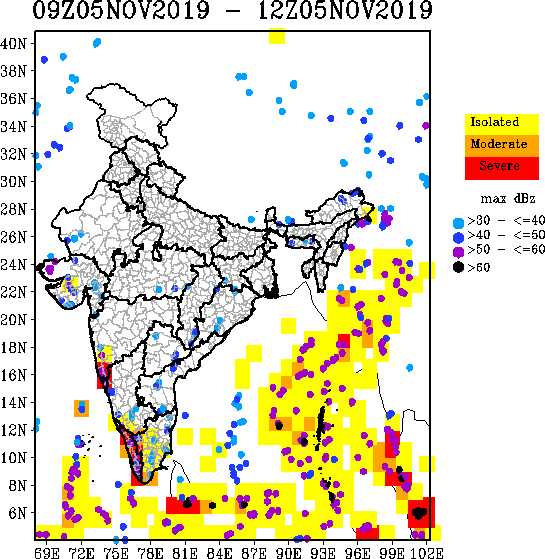 09Z05NOV2019 – 12Z05NOV2019
40N
38N
36N
34N
32N
30N
28N
26N
24N
22N
20N
18N
16N
14N
12N
10N
8N
6N
69E 72E 75E 78E 81E 84E 87E 90E 93E 96E 99E 102E
Isolated
Moderate
Severe
max dBz
>30 – <=40
>40 – <=50
>50 – <=60
>60